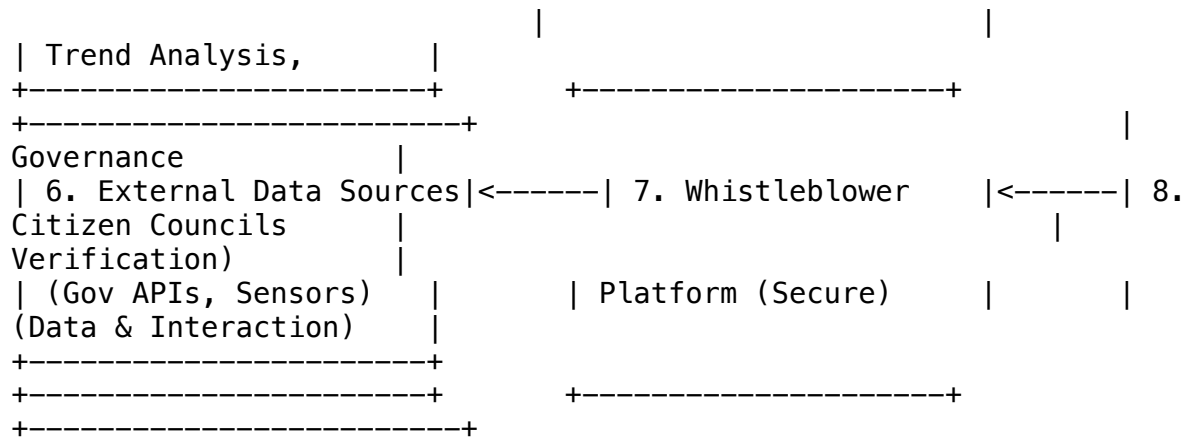 |                         |
| Trend Analysis,       |
+-----------------------+       +---------------------+
+-------------------------+                                     |
Governance            |
| 6. External Data Sources|<------| 7. Whistleblower    |<------| 8.
Citizen Councils      |                                     |
Verification)         |
| (Gov APIs, Sensors)   |       | Platform (Secure)     |       |
(Data & Interaction)    |
+-----------------------+
+-----------------------+       +---------------------+
+-------------------------+